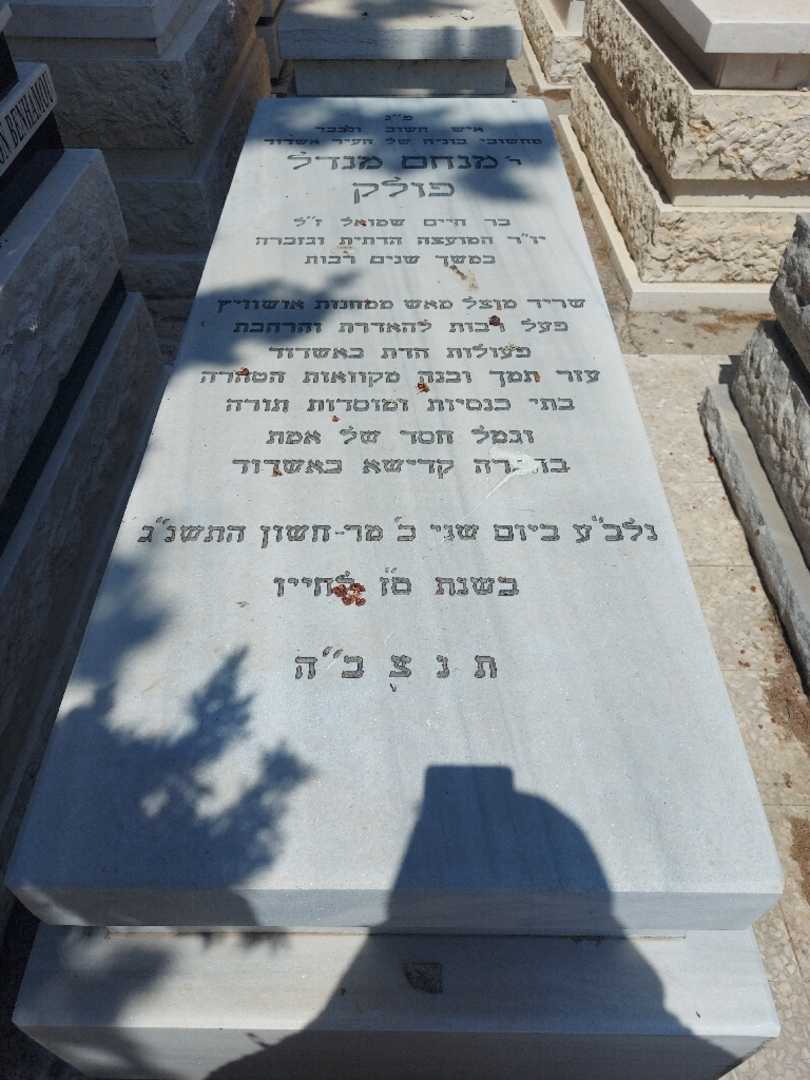 פ"נ
איש חשוב ונכבד
מחשובי בוניה של העיר אשדוד
ר' מנחם מנדל
פולק
בר חיים שמואל ז"ל
יו"ר המועצה הדתית וגזברה
במשך שנים רבות
שריד מוצל מאש ממחנות אושוויץ
פעל רבות להאדרת והרחבת
פעולות הדת באשדוד
עזר תמך ובנה מקוואות הטהרה
בתי כנסיות ומוסדות תורה
וגמל חסד של אמת
בחברה קדישא באשדוד
נלב"ע ביום שני כ' מר-חשון התשנ"ג
בשנת ס"ז לחייו
ת נ צ ב"ה
BENHAMOU